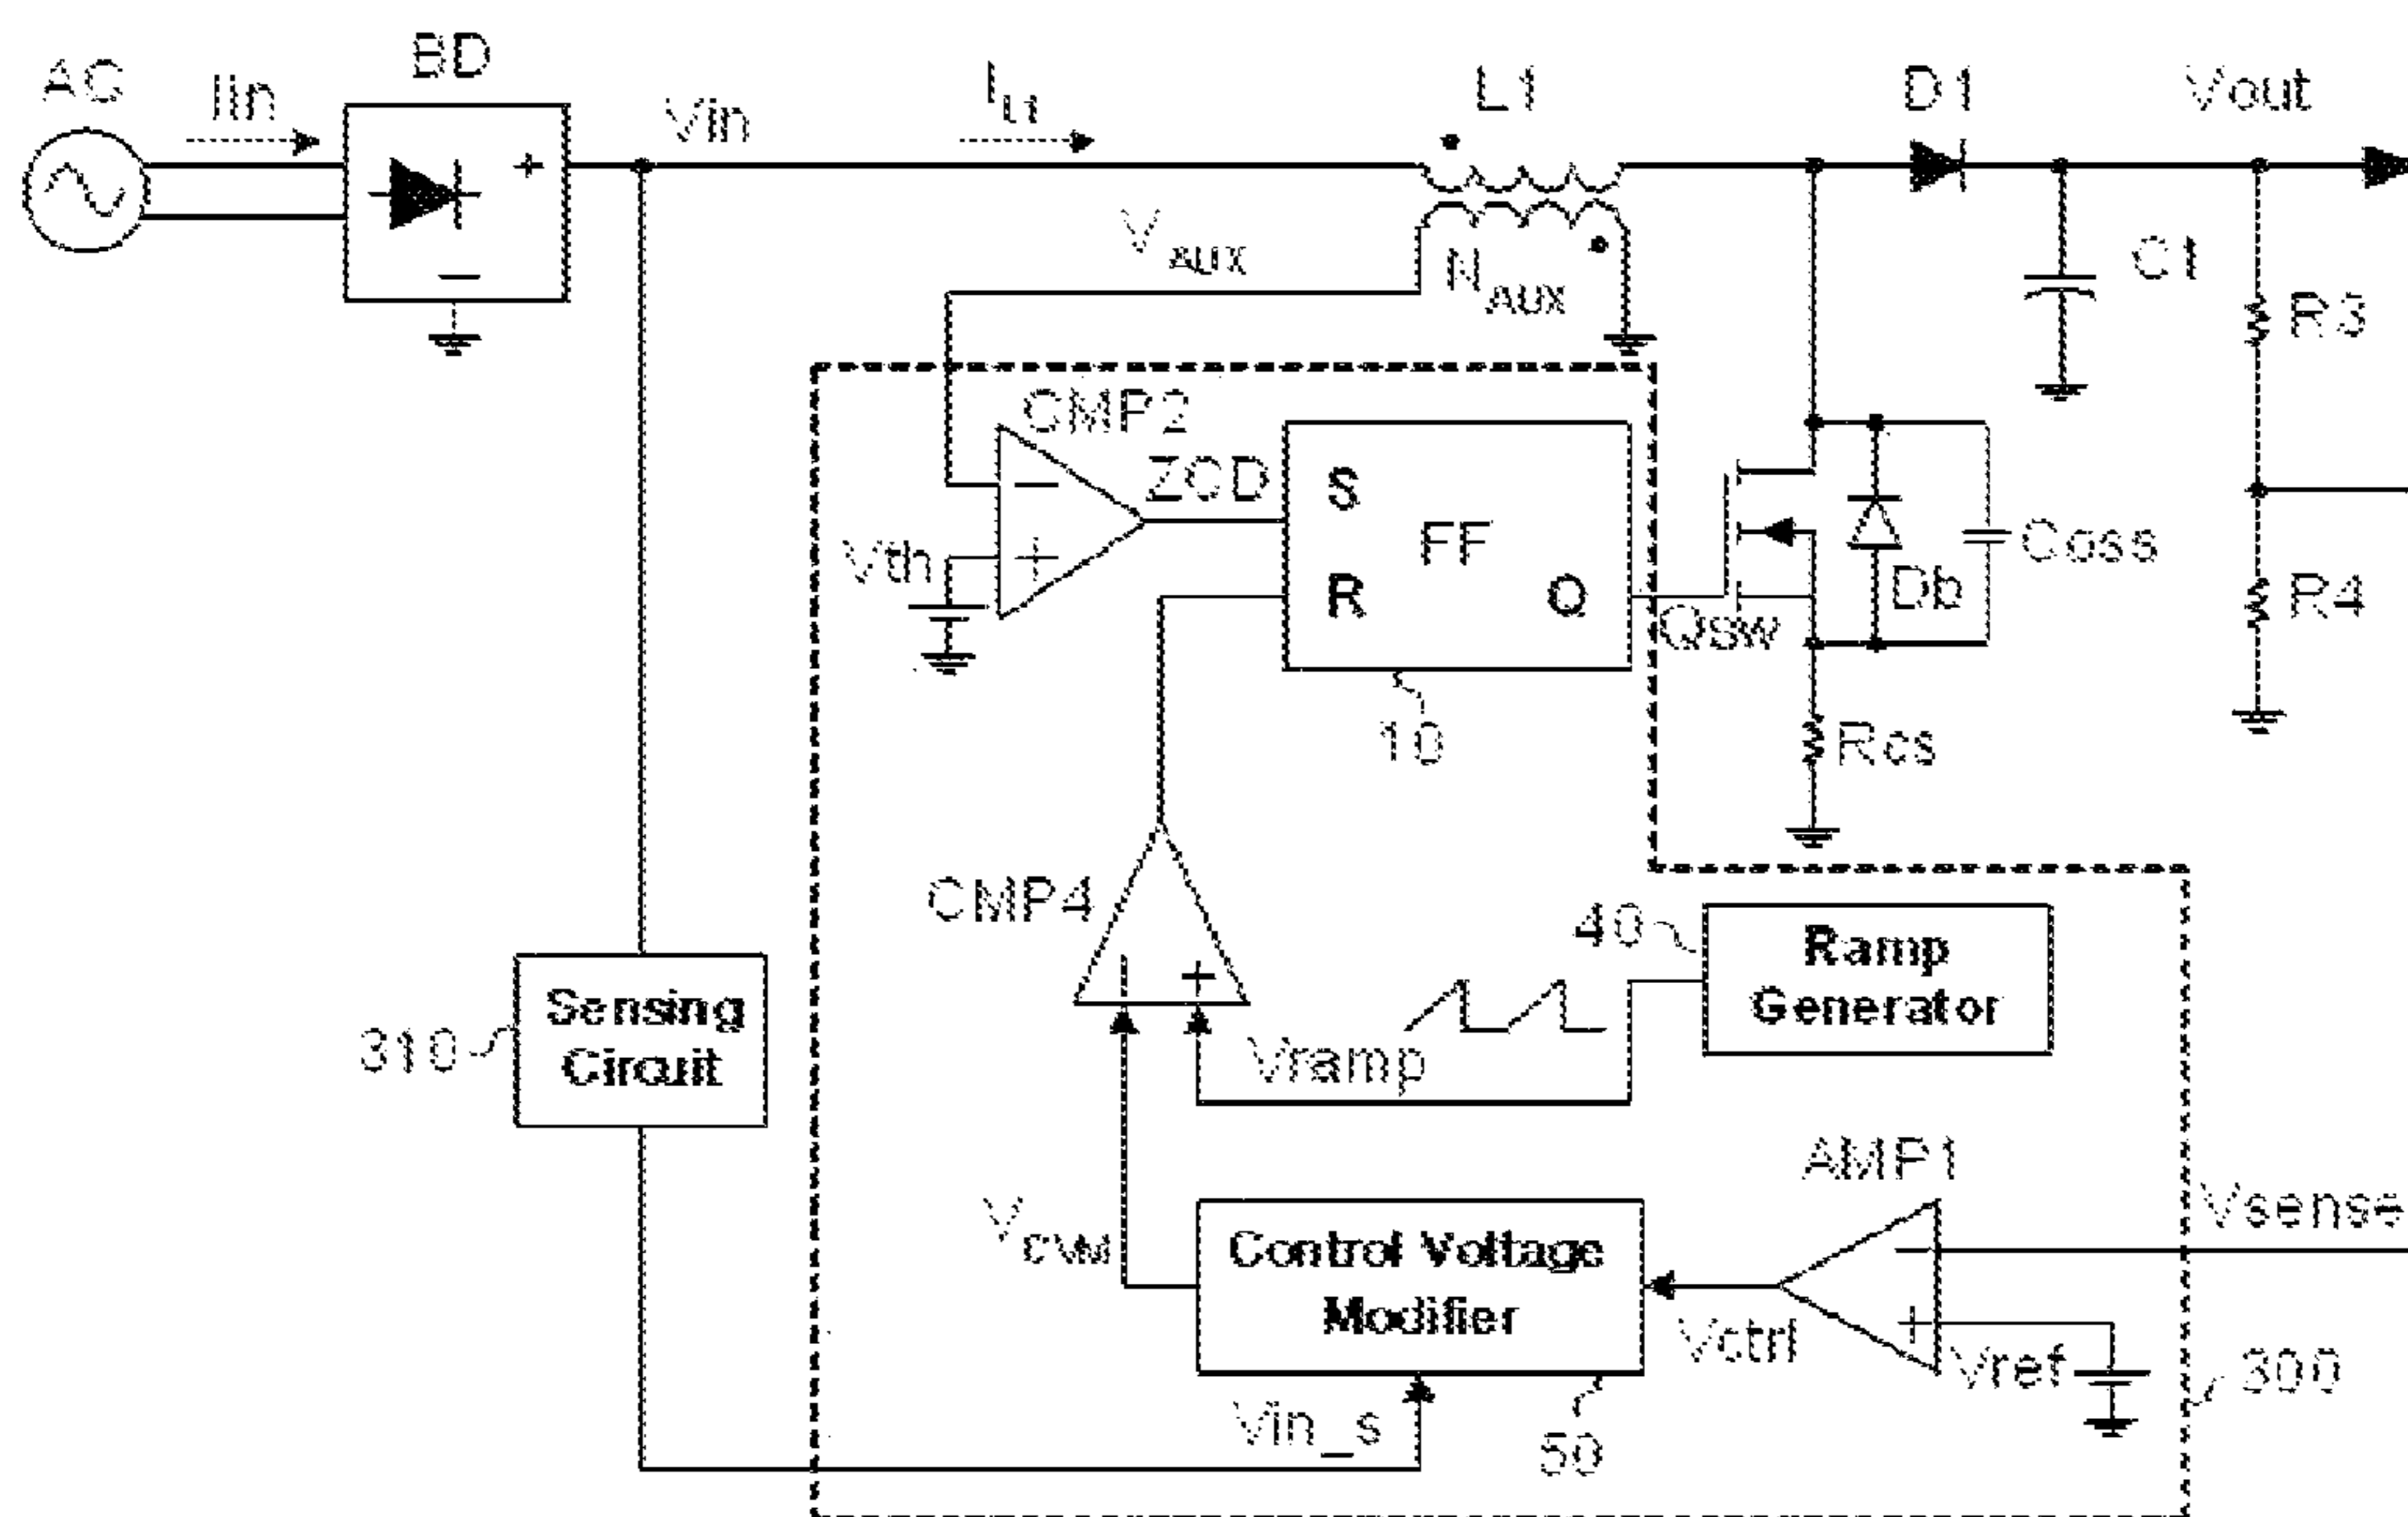 AC
Iin
BD
+
−
Vin
IL1
L1
D1
Vout
VAUX
NAUX
C1
R3
CMP2
ZCD
−
+
Vth
S
FF
R
Q
Qsw
Db
Coss
R4
10
Rcs
CMP4
40
Ramp
Generator
+
Sensing
Circuit
310
Vramp
AMP1
Vsense
VCVM
Control Voltage
Modifier
−
+
Vctrl
Vref
300
Vin_s
50